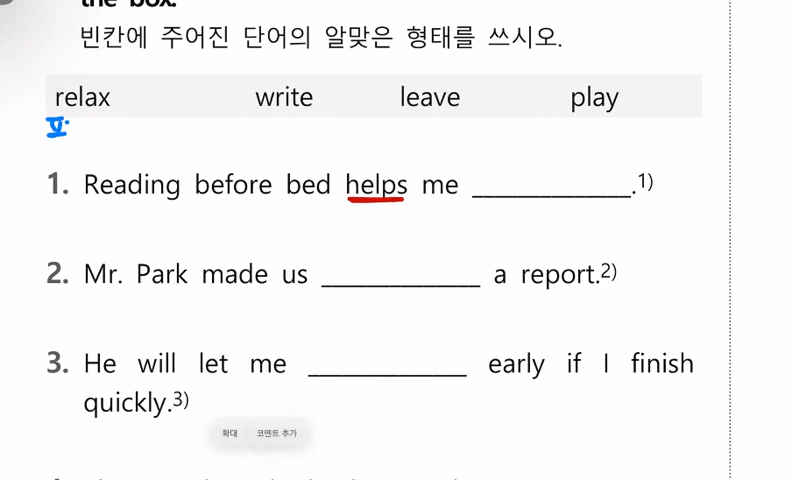 the box.
빈칸에 주어진 단어의 알맞은 형태를 쓰시오.
relax write leave play
V.
1. Reading before bed helps me ____________.1)
2. Mr. Park made us ____________ a report.2)
3. He will let me ____________ early if I finish
quickly.3)
확대 코멘트 추가